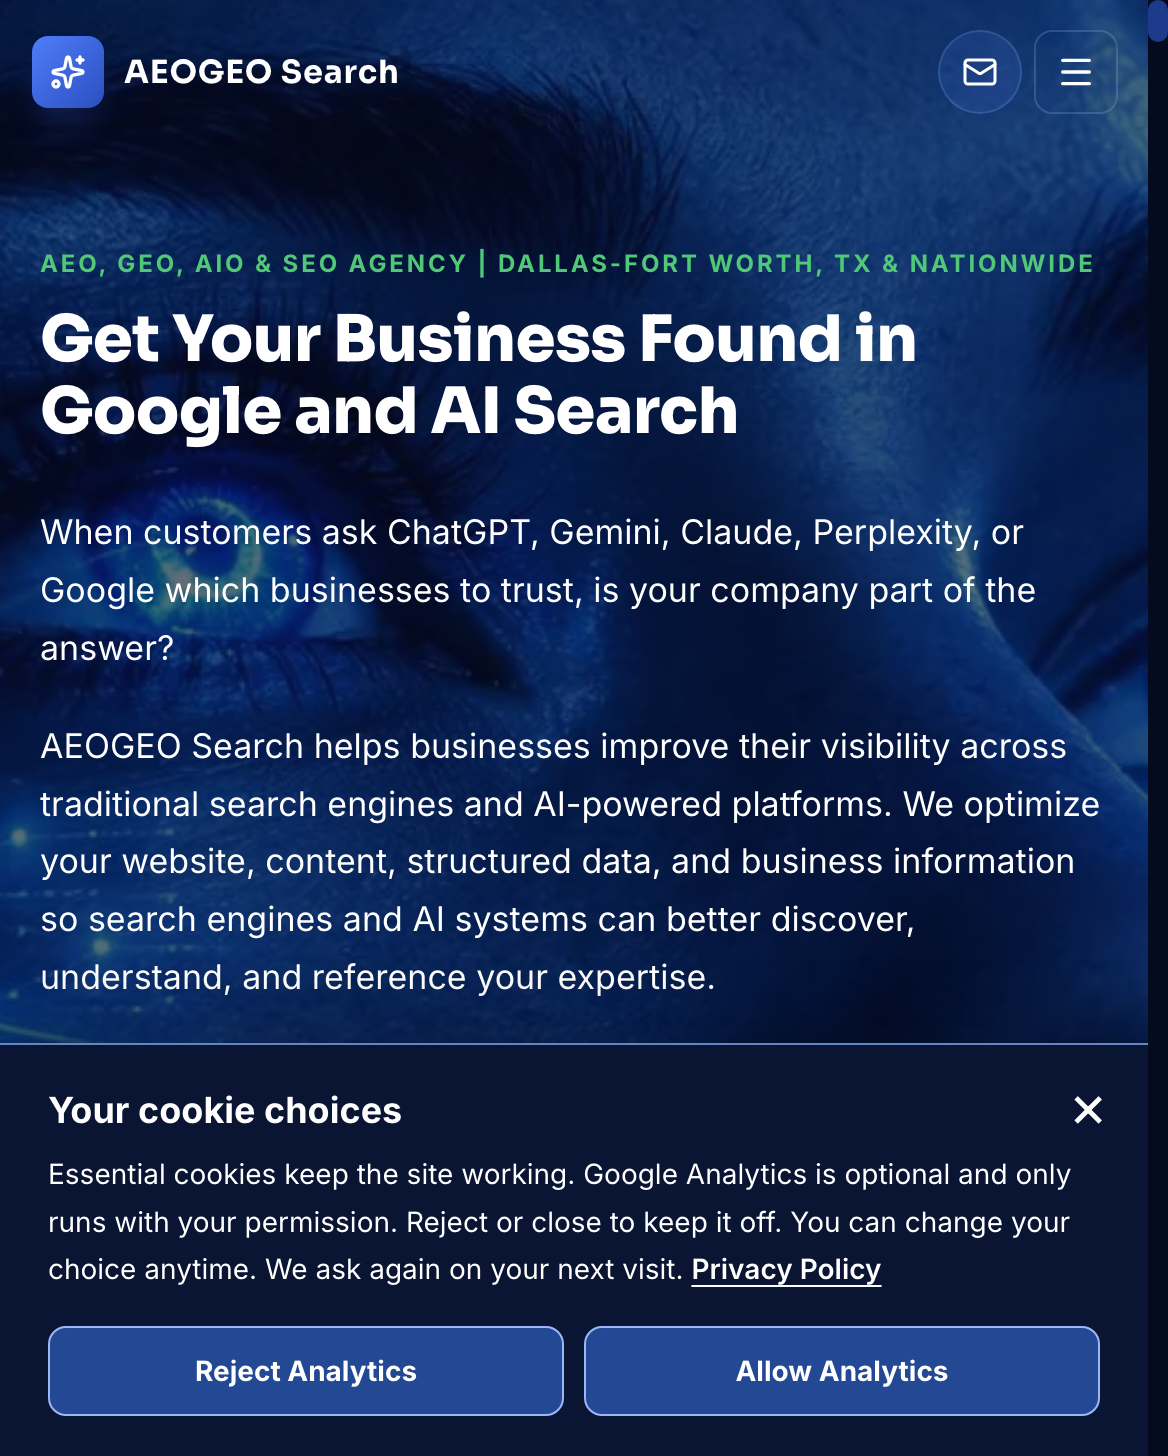 AEOGEO Search
AEO, GEO, AIO & SEO AGENCY | DALLAS-FORT WORTH, TX & NATIONWIDE
Get Your Business Found in
Google and AI Search
When customers ask ChatGPT, Gemini, Claude, Perplexity, or
Google which businesses to trust, is your company part of the
answer?
AEOGEO Search helps businesses improve their visibility across
traditional search engines and AI-powered platforms. We optimize
your website, content, structured data, and business information
so search engines and AI systems can better discover,
understand, and reference your expertise.
Your cookie choices
Essential cookies keep the site working. Google Analytics is optional and only
runs with your permission. Reject or close to keep it off. You can change your
choice anytime. We ask again on your next visit. Privacy Policy
Reject Analytics
Allow Analytics